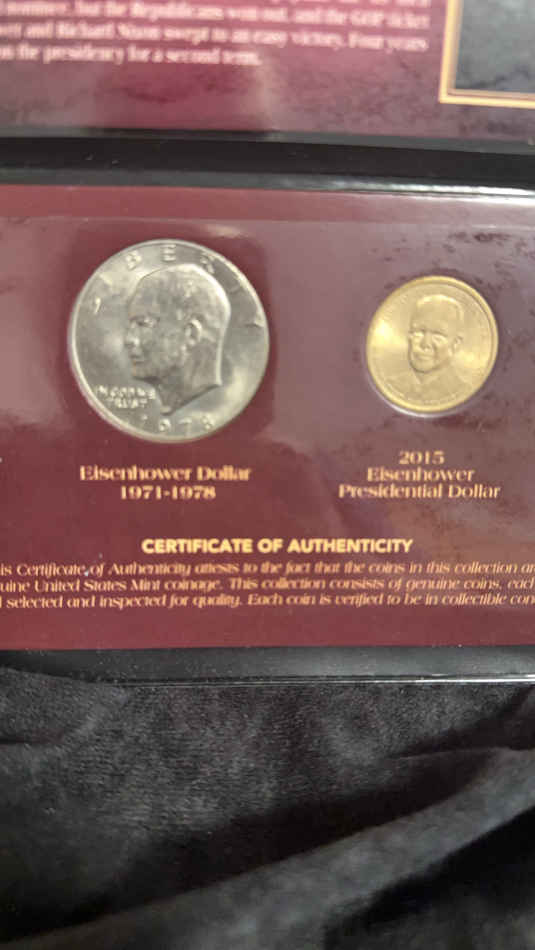 nominee, but the Republicans won out, and the GOP ticket
and Richard Nixon swept to an easy victory. Four years
the presidency for a second term.
LIBERTY
IN GOD WE
TRUST
1978
Eisenhower Dollar
1971-1978
2015
Eisenhower
Presidential Dollar
CERTIFICATE OF AUTHENTICITY
is Certificate of Authenticity attests to the fact that the coins in this collection ar
uine United States Mint coinage. This collection consists of genuine coins, eac
selected and inspected for quality. Each coin is verified to be in collectible con